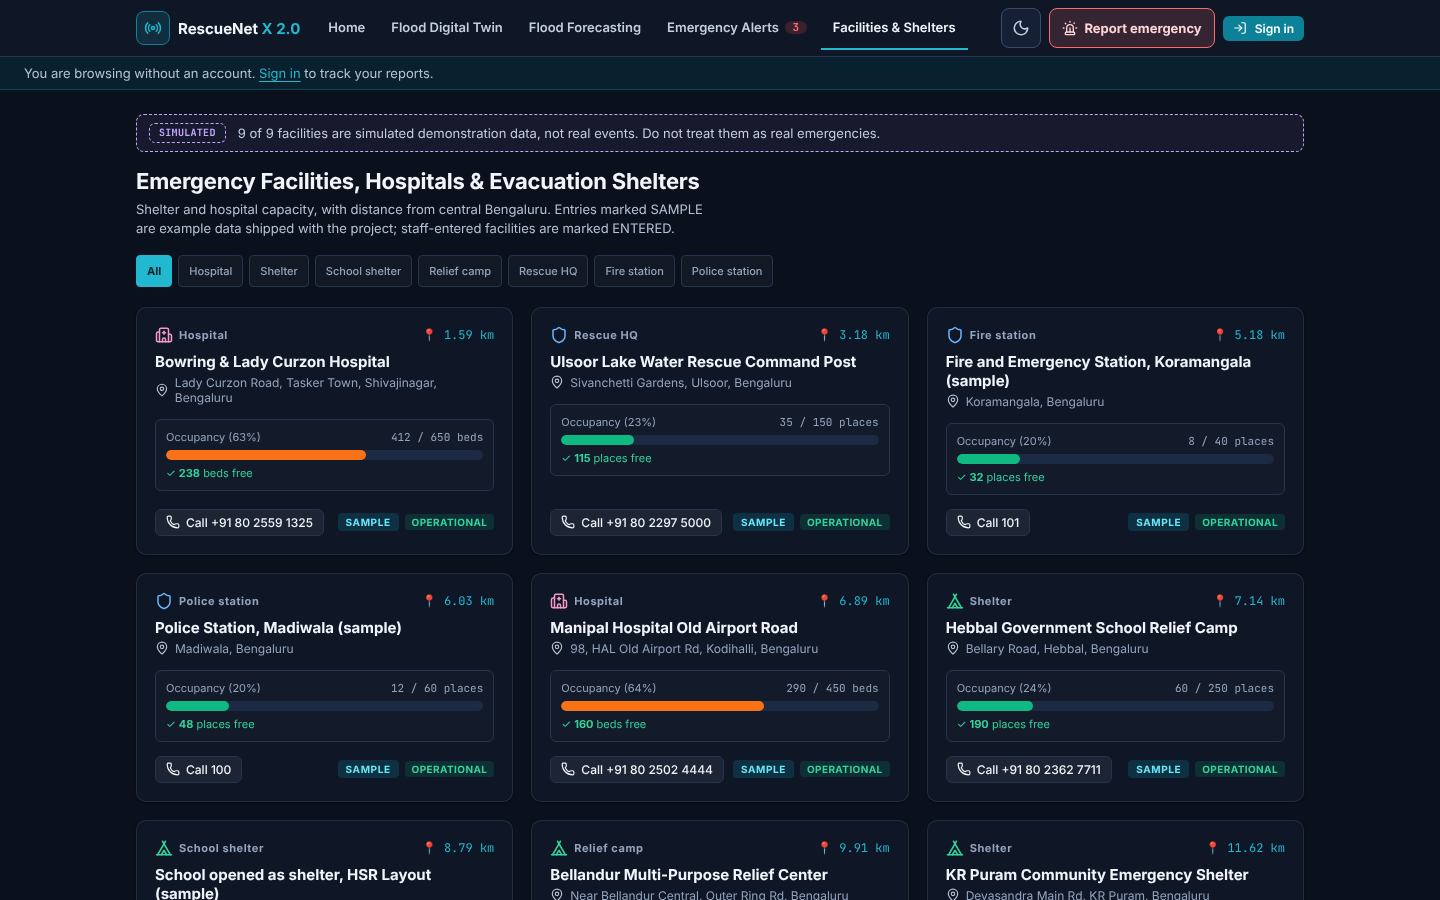 RescueNet X 2.0
Home
Flood Digital Twin
Flood Forecasting
Emergency Alerts 3
Facilities & Shelters
Report emergency
Sign in
You are browsing without an account. Sign in to track your reports.
SIMULATED 9 of 9 facilities are simulated demonstration data, not real events. Do not treat them as real emergencies.
Emergency Facilities, Hospitals & Evacuation Shelters
Shelter and hospital capacity, with distance from central Bengaluru. Entries marked SAMPLE
are example data shipped with the project; staff-entered facilities are marked ENTERED.
All
Hospital
Shelter
School shelter
Relief camp
Rescue HQ
Fire station
Police station
Hospital
1.59 km
Bowring & Lady Curzon Hospital
Lady Curzon Road, Tasker Town, Shivajinagar,
Bengaluru
Occupancy (63%)
412 / 650 beds
✓ 238 beds free
Call +91 80 2559 1325
SAMPLE
OPERATIONAL
Rescue HQ
3.18 km
Ulsoor Lake Water Rescue Command Post
Sivanchetti Gardens, Ulsoor, Bengaluru
Occupancy (23%)
35 / 150 places
✓ 115 places free
Call +91 80 2297 5000
SAMPLE
OPERATIONAL
Fire station
5.18 km
Fire and Emergency Station, Koramangala
(sample)
Koramangala, Bengaluru
Occupancy (20%)
8 / 40 places
✓ 32 places free
Call 101
SAMPLE
OPERATIONAL
Police station
6.03 km
Police Station, Madiwala (sample)
Madiwala, Bengaluru
Occupancy (20%)
12 / 60 places
✓ 48 places free
Call 100
SAMPLE
OPERATIONAL
Hospital
6.89 km
Manipal Hospital Old Airport Road
98, HAL Old Airport Rd, Kodihalli, Bengaluru
Occupancy (64%)
290 / 450 beds
✓ 160 beds free
Call +91 80 2502 4444
SAMPLE
OPERATIONAL
Shelter
7.14 km
Hebbal Government School Relief Camp
Bellary Road, Hebbal, Bengaluru
Occupancy (24%)
60 / 250 places
✓ 190 places free
Call +91 80 2362 7711
SAMPLE
OPERATIONAL
School shelter
8.79 km
School opened as shelter, HSR Layout
(sample)
Relief camp
9.91 km
Bellandur Multi-Purpose Relief Center
Near Bellandur Central, Outer Ring Rd, Bengaluru
Shelter
11.62 km
KR Puram Community Emergency Shelter
Devasandra Main Rd, KR Puram, Bengaluru